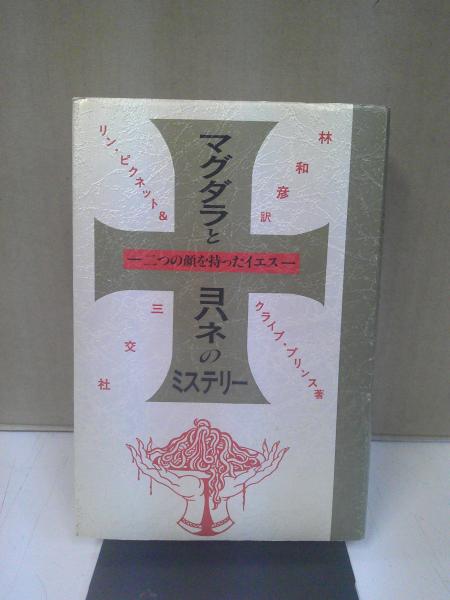 マグダラと
ヨハネの
ミステリー
―二つの顔を持ったイエス―
リン・ピクネット&
クライブ・プリンス著
林和彦訳
三交社